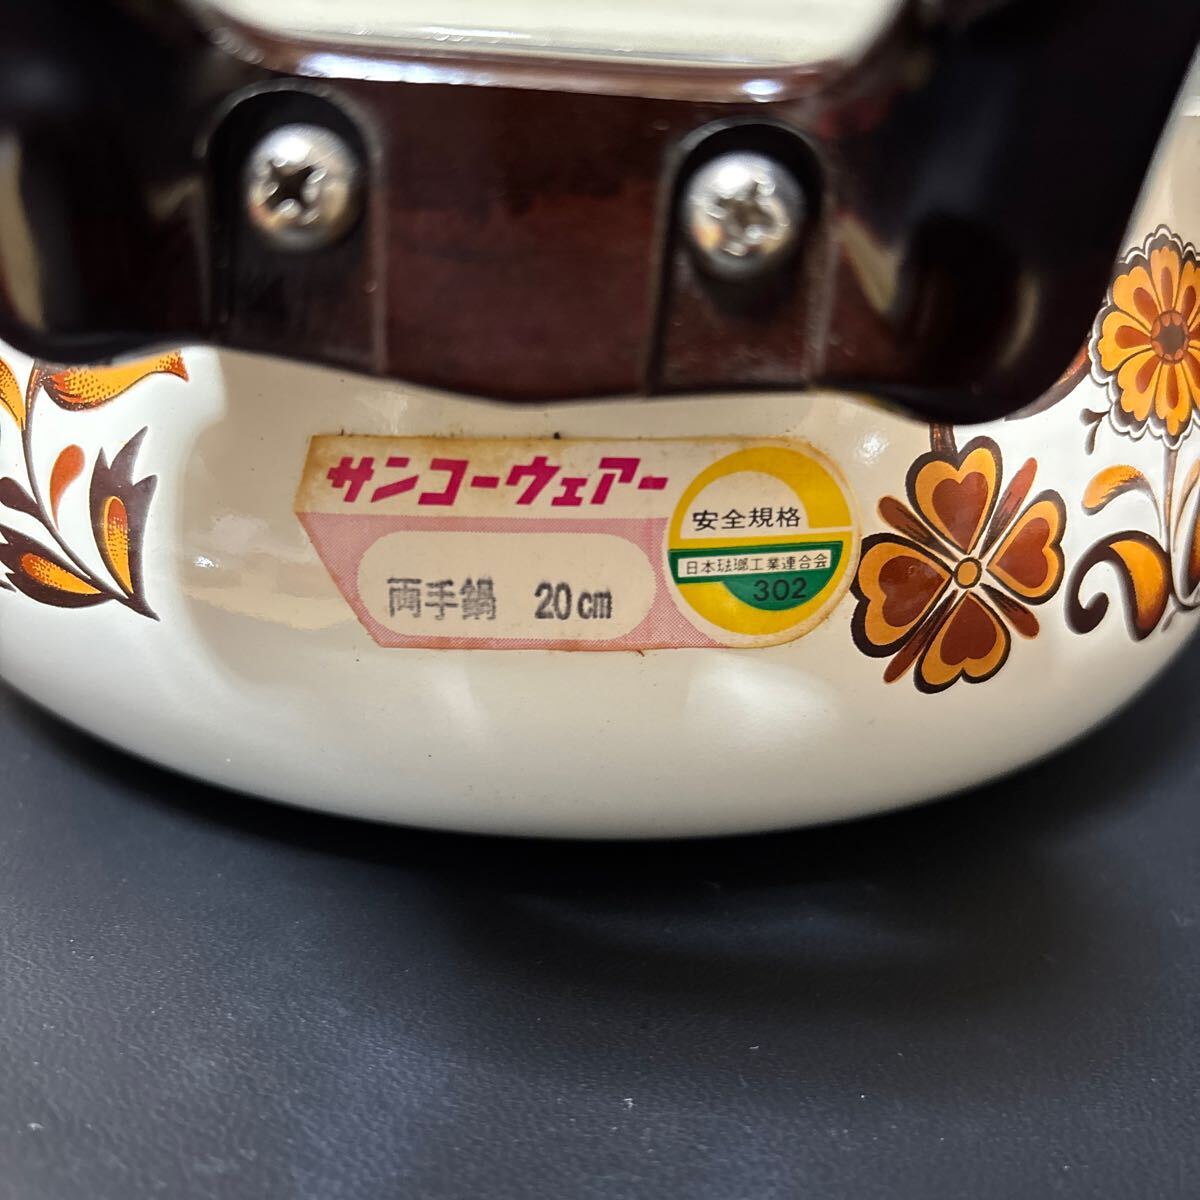 サンコーウェアー
両手鍋 20cm
安全規格
日本琺瑯工業連合会
302